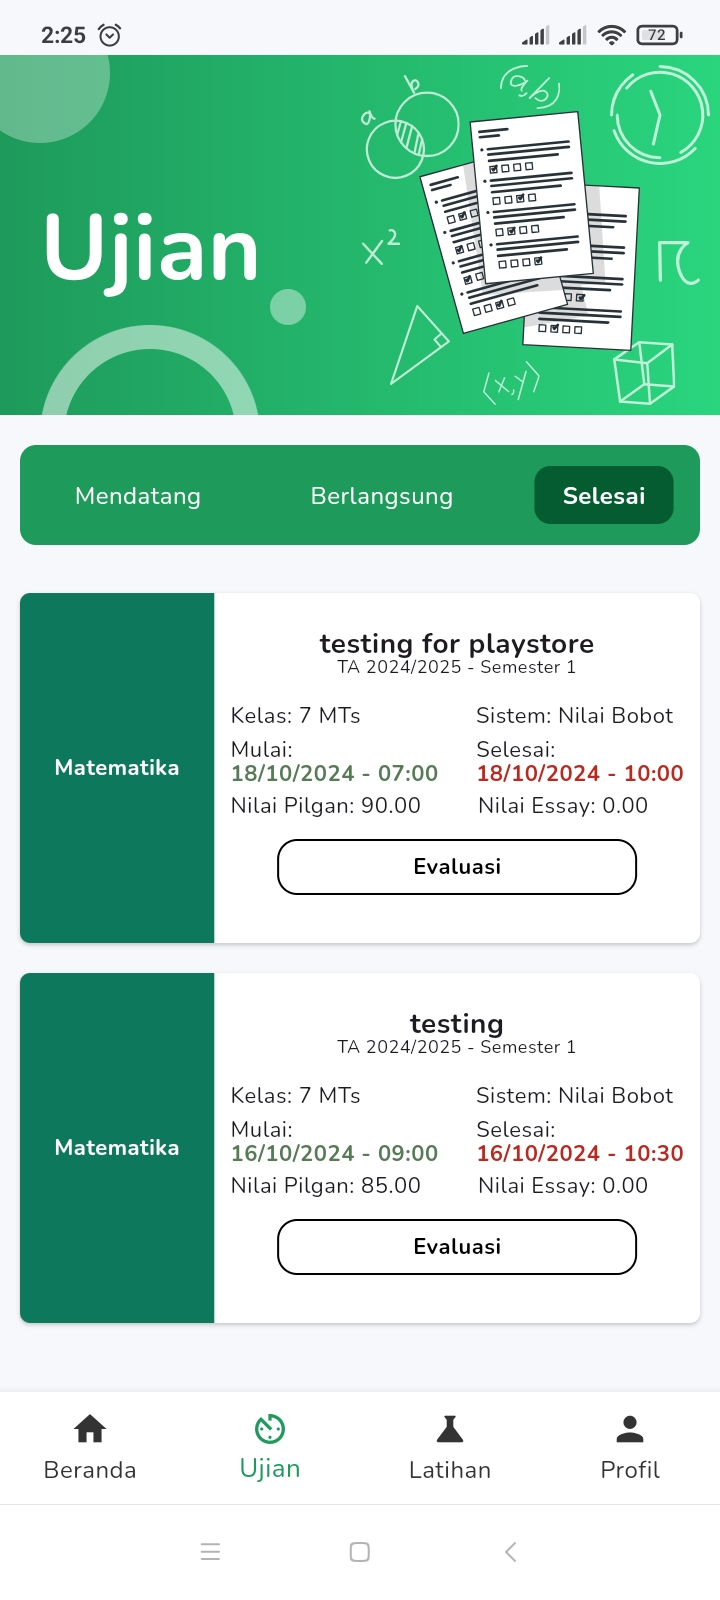 2:25
72
a
b
(a,b)
Ujian
x²
(x,y)
Mendatang
Berlangsung
Selesai
testing for playstore
TA 2024/2025 - Semester 1
Matematika
Kelas: 7 MTs
Sistem: Nilai Bobot
Mulai:
18/10/2024 - 07:00
Selesai:
18/10/2024 - 10:00
Nilai Pilgan: 90.00
Nilai Essay: 0.00
Evaluasi
testing
TA 2024/2025 - Semester 1
Matematika
Kelas: 7 MTs
Sistem: Nilai Bobot
Mulai:
16/10/2024 - 09:00
Selesai:
16/10/2024 - 10:30
Nilai Pilgan: 85.00
Nilai Essay: 0.00
Evaluasi
Beranda
Ujian
Latihan
Profil